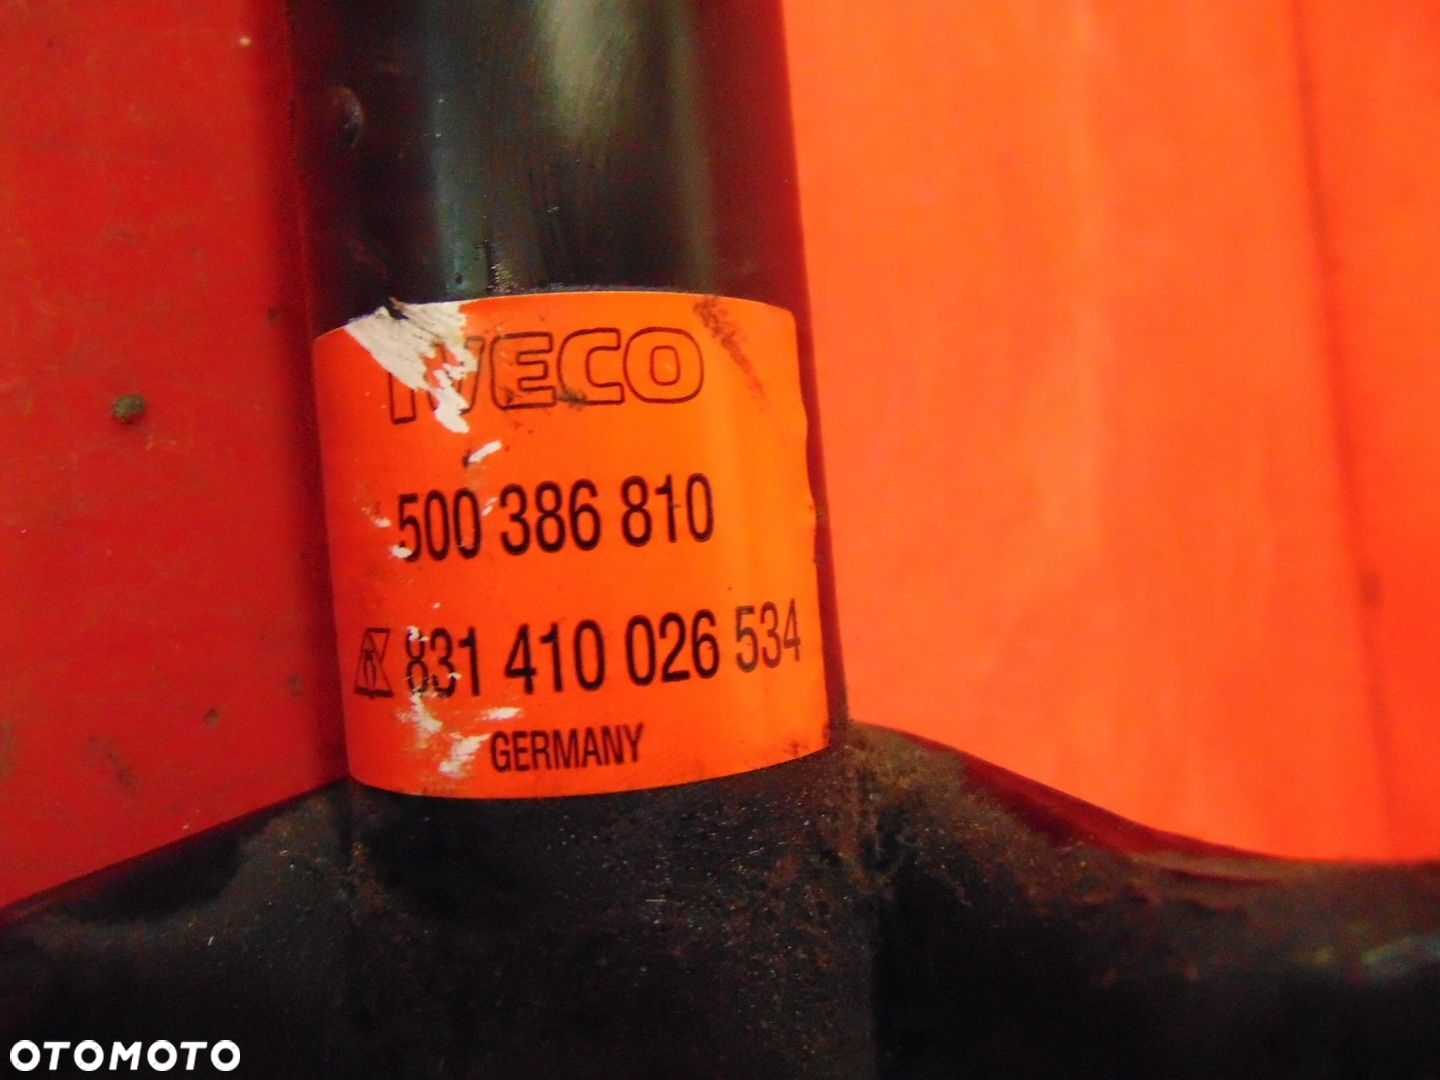 IVECO
500 386 810
831 410 026 534
GERMANY
OTOMOTO